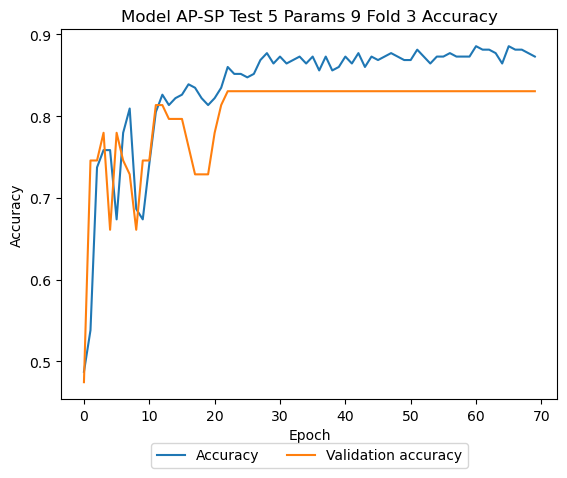 Model AP-SP Test 5 Params 9 Fold 3 Accuracy
Accuracy
0.9
0.8
0.7
0.6
0.5
0 10 20 30 40 50 60 70
Epoch
Accuracy Validation accuracy